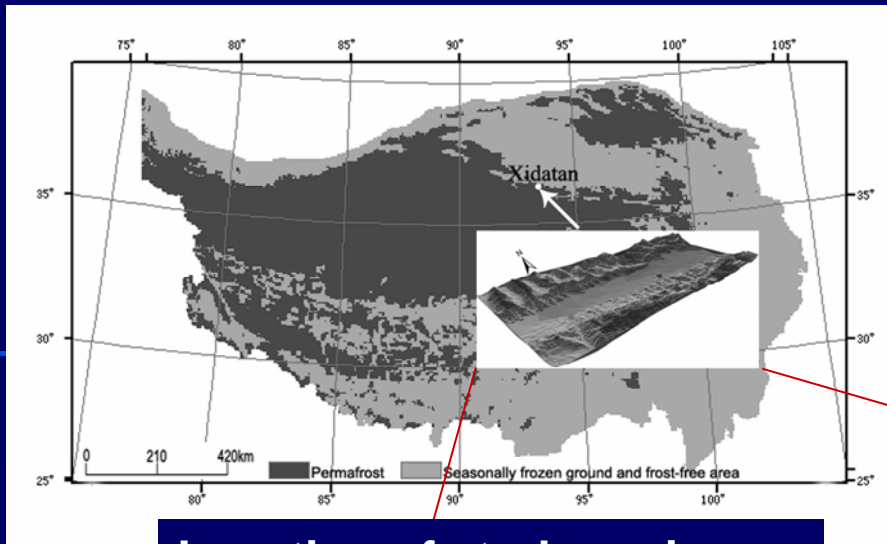 75° 80° 85° 90° 95° 100° 105°
Xidatan
35° 35°
N
30° 30°
0 210 420km
Permafrost Seasonally frozen ground and frost-free area
25° 25°
80° 85° 90° 95° 100°